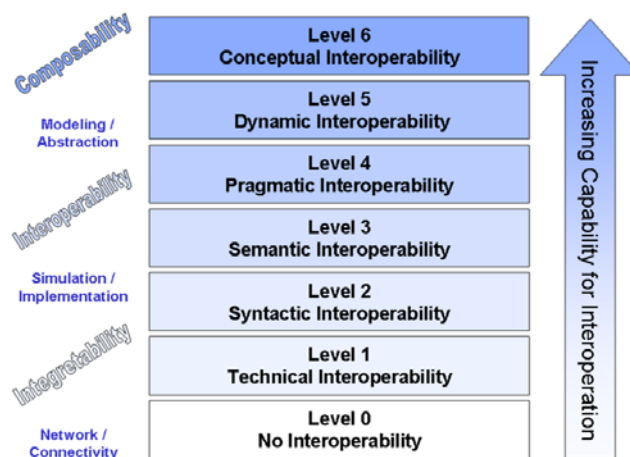 Composability
Level 6
Conceptual Interoperability
Modeling /
Abstraction
Level 5
Dynamic Interoperability
Interoperability
Level 4
Pragmatic Interoperability
Level 3
Semantic Interoperability
Simulation /
Implementation
Level 2
Syntactic Interoperability
Integretability
Level 1
Technical Interoperability
Network /
Connectivity
Level 0
No Interoperability
Increasing Capability for Interoperation